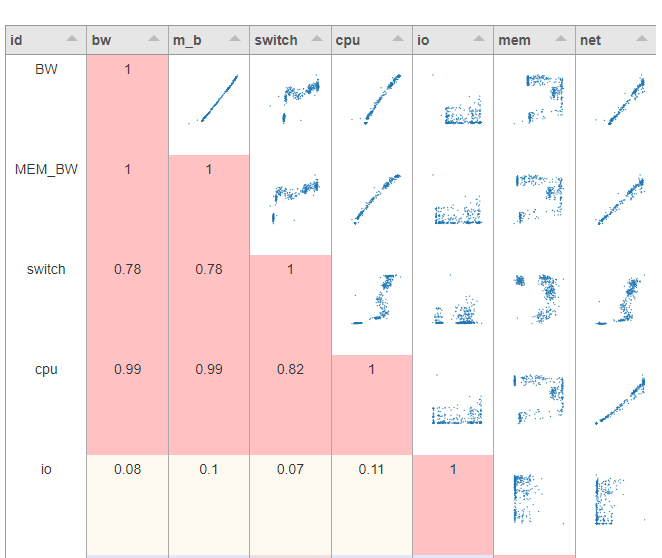 id bw m_b switch cpu io mem net
BW 1
MEM_BW 1 1
switch 0.78 0.78 1
cpu 0.99 0.99 0.82 1
io 0.08 0.1 0.07 0.11 1